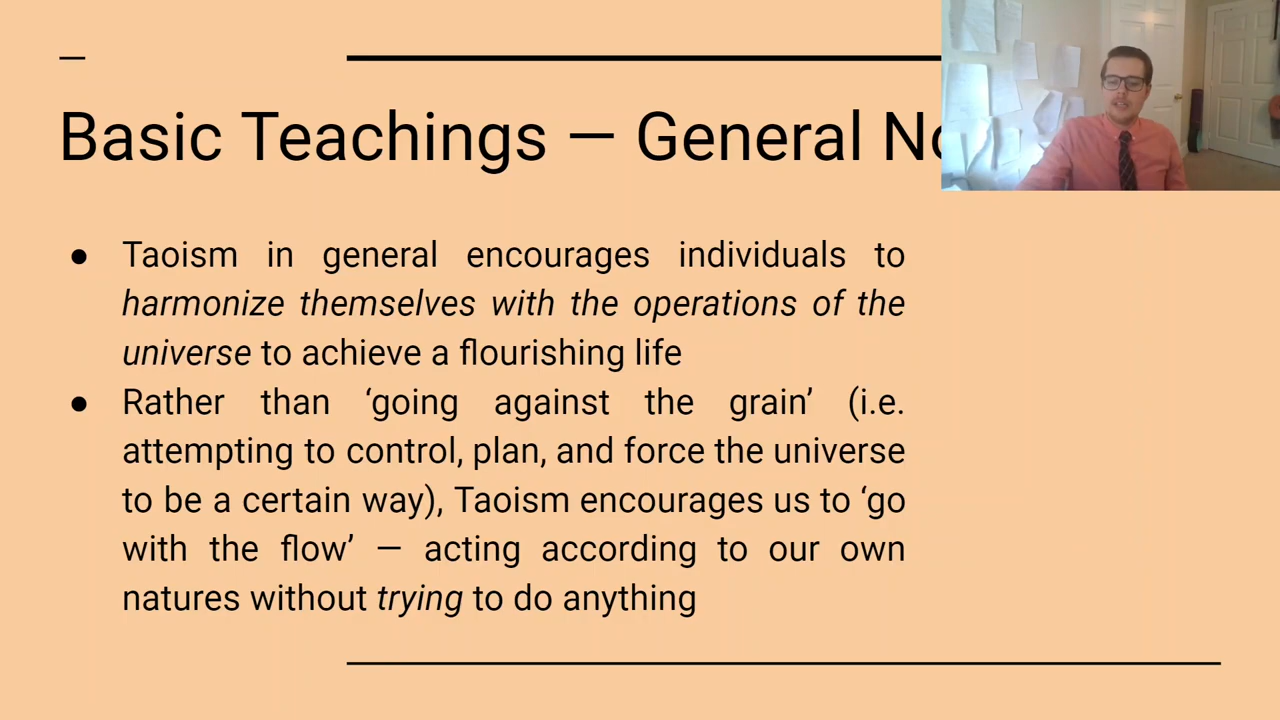 Basic Teachings — General
● Taoism in general encourages individuals to
harmonize themselves with the operations of the
universe to achieve a flourishing life
● Rather than ‘going against the grain’ (i.e.
attempting to control, plan, and force the universe
to be a certain way), Taoism encourages us to ‘go
with the flow’ — acting according to our own
natures without trying to do anything